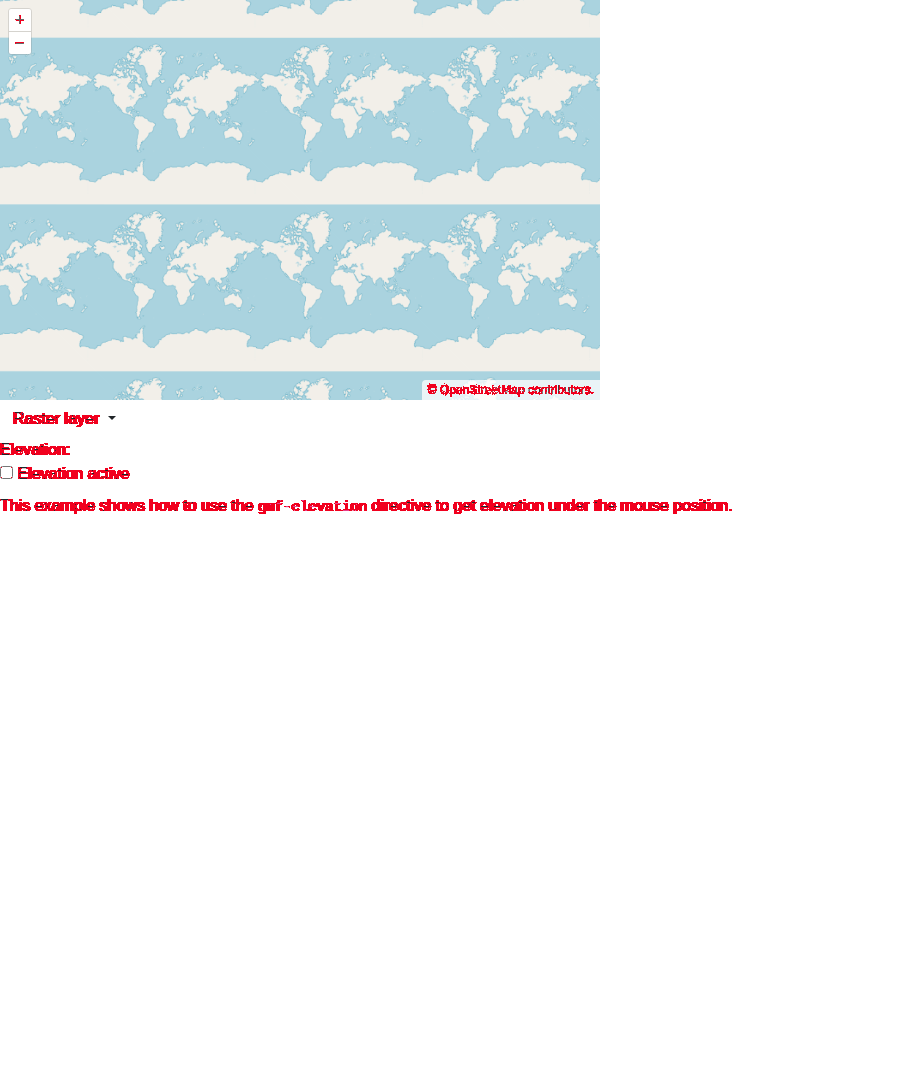 +
−
© OpenStreetMap contributors.
Raster layer
Elevation:
Elevation active
This example shows how to use the gmf-elevation directive to get elevation under the mouse position.